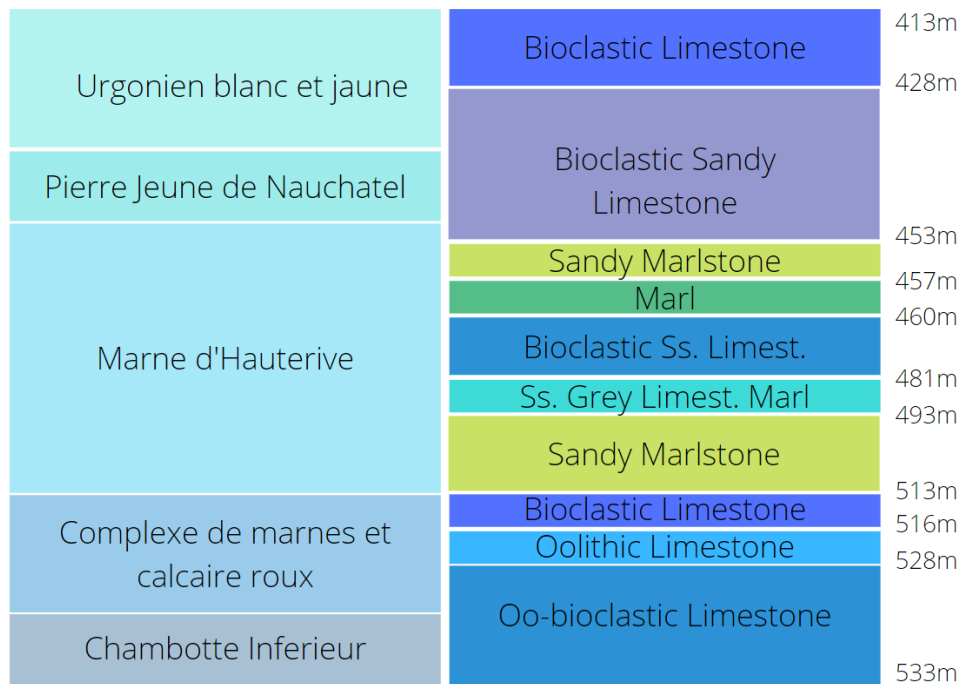 Urgonien blanc et jaune
Pierre Jeune de Nauchatel
Marne d'Hauterive
Complexe de marnes et
calcaire roux
Chambotte Inferieur
Bioclastic Limestone
Bioclastic Sandy
Limestone
Sandy Marlstone
Marl
Bioclastic Ss. Limest.
Ss. Grey Limest. Marl
Sandy Marlstone
Bioclastic Limestone
Oolithic Limestone
Oo-bioclastic Limestone
413m
428m
453m
457m
460m
481m
493m
513m
516m
528m
533m